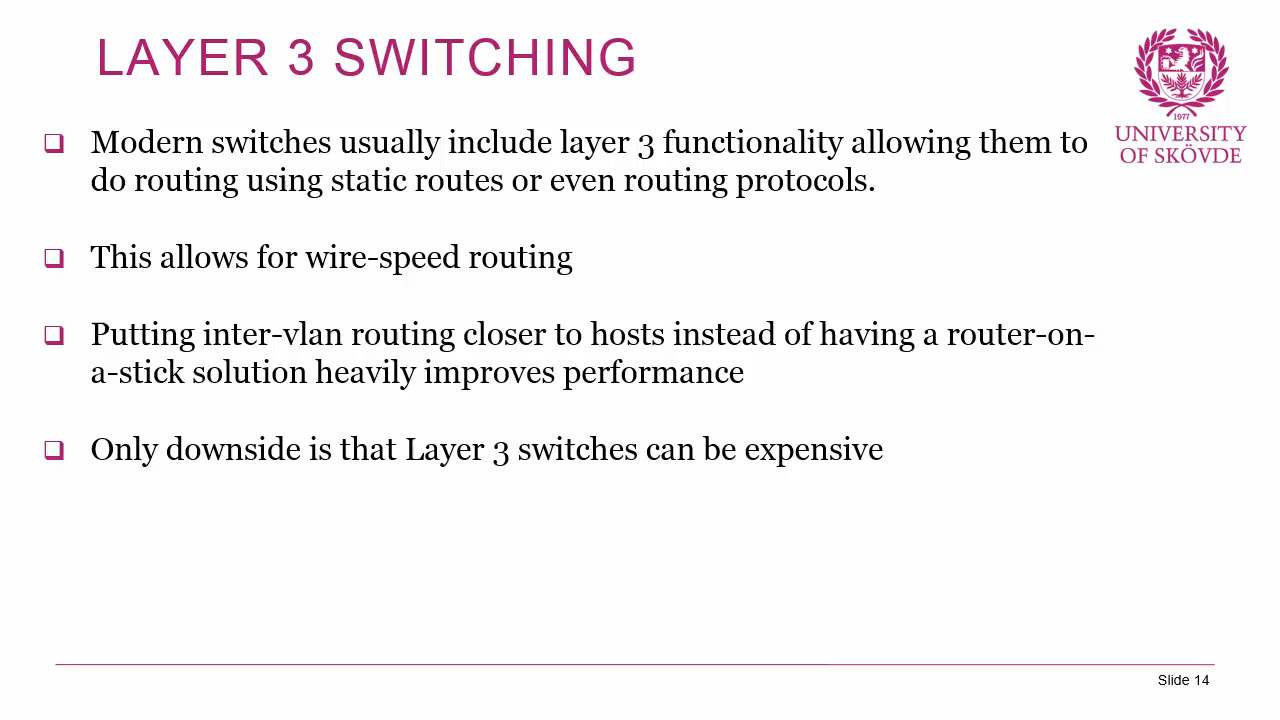 LAYER 3 SWITCHING
1977
UNIVERSITY
OF SKÖVDE
❑ Modern switches usually include layer 3 functionality allowing them to
do routing using static routes or even routing protocols.
❑ This allows for wire-speed routing
❑ Putting inter-vlan routing closer to hosts instead of having a router-on-
a-stick solution heavily improves performance
❑ Only downside is that Layer 3 switches can be expensive
Slide 14